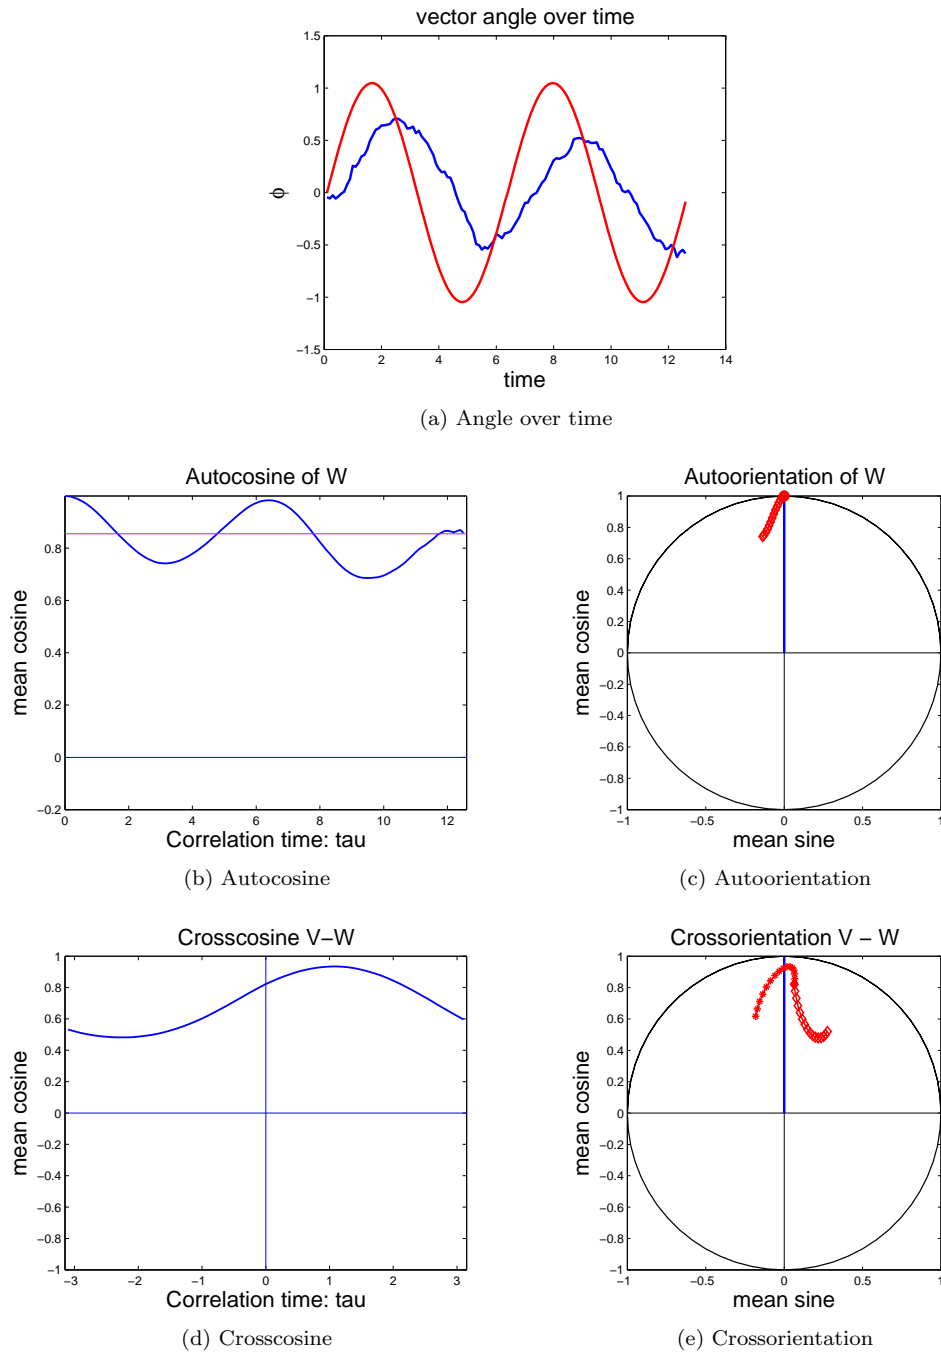 vector angle over time
1.5
1
0.5
0
−0.5
−1
−1.5
ϕ
0 2 4 6 8 10 12 14
time
(a) Angle over time
Autocosine of W
1
0.8
0.6
0.4
0.2
0
−0.2
mean cosine
0 2 4 6 8 10 12
Correlation time: tau
(b) Autocosine
Autoorientation of W
1
0.8
0.6
0.4
0.2
0
−0.2
−0.4
−0.6
−0.8
−1
mean cosine
−1 −0.5 0 0.5 1
mean sine
(c) Autoorientation
Crosscosine V−W
1
0.8
0.6
0.4
0.2
0
−0.2
−0.4
−0.6
−0.8
−1
mean cosine
−3 −2 −1 0 1 2 3
Correlation time: tau
(d) Crosscosine
Crossorientation V − W
1
0.8
0.6
0.4
0.2
0
−0.2
−0.4
−0.6
−0.8
−1
mean cosine
−1 −0.5 0 0.5 1
mean sine
(e) Crossorientation